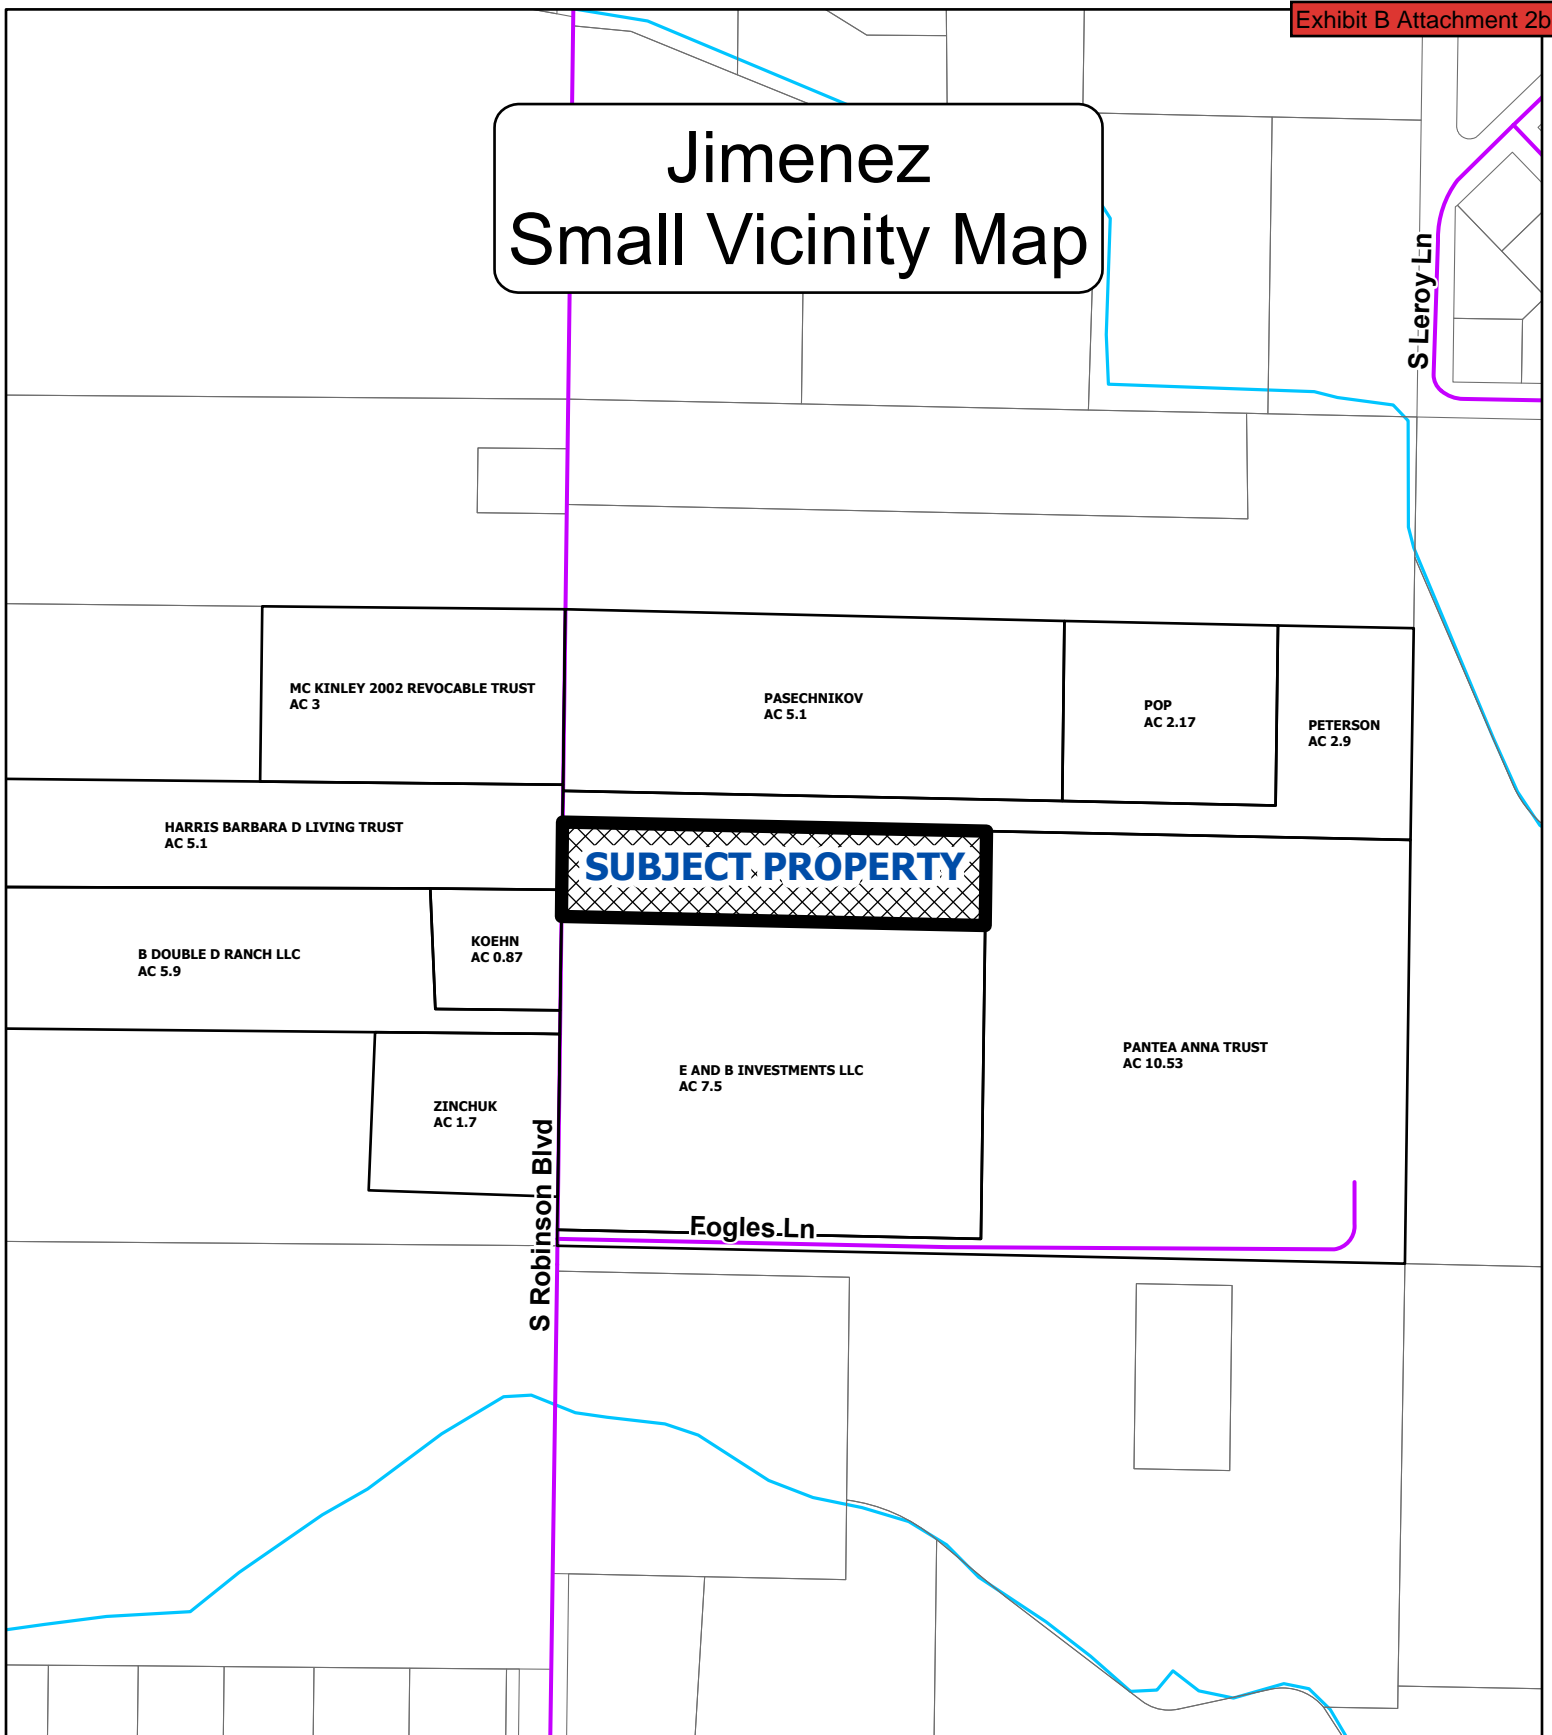 Exhibit B Attachment 2b
Jimenez
Small Vicinity Map
S Leroy Ln
MC KINLEY 2002 REVOCABLE TRUST
AC 3
PASECHNIKOV
AC 5.1
POP
AC 2.17
PETERSON
AC 2.9
HARRIS BARBARA D LIVING TRUST
AC 5.1
SUBJECT PROPERTY
B DOUBLE D RANCH LLC
AC 5.9
KOEHN
AC 0.87
E AND B INVESTMENTS LLC
AC 7.5
PANTEA ANNA TRUST
AC 10.53
ZINCHUK
AC 1.7
S Robinson Blvd
Fogles Ln